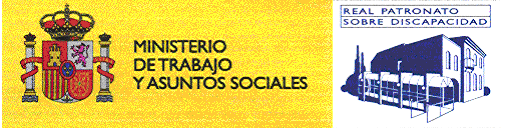 MINISTERIO
DE TRABAJO
Y ASUNTOS SOCIALES
REAL PATRONATO
SOBRE DISCAPACIDAD